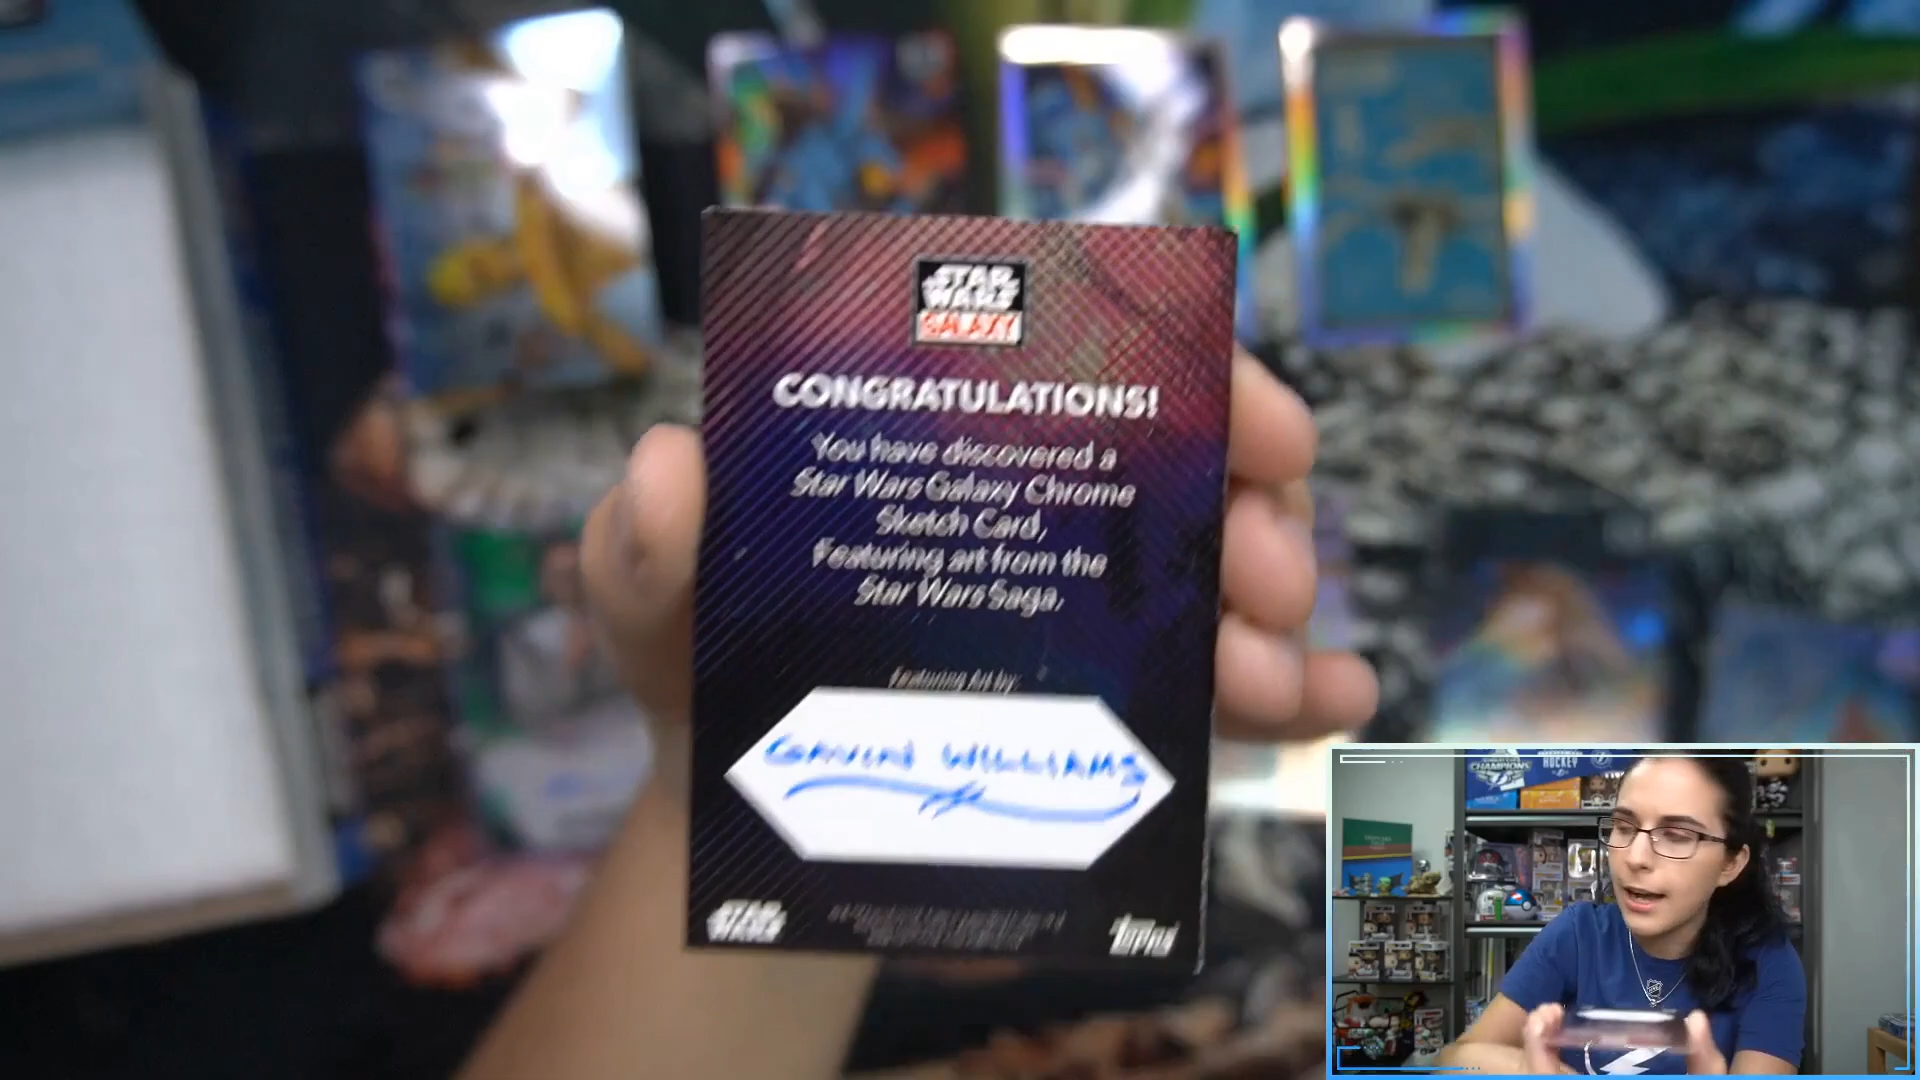 STAR
WARS
GALAXY
CONGRATULATIONS!
You have discovered a
Star Wars Galaxy Chrome
Sketch Card,
Featuring art from the
Star Wars Saga.
Featuring Art by:
GAVIN WILLIAMS
STAR
WARS
topps
CHAMPIONS
HOCKEY